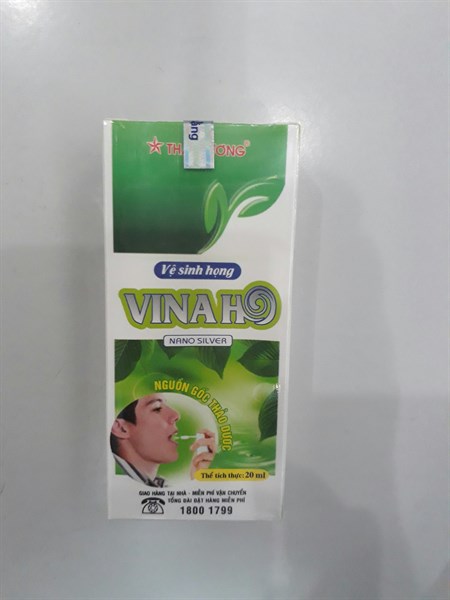 Vệ sinh họng
VINAHO
NANO SILVER
NGUỒN GỐC THẢO DƯỢC
Thể tích thực: 20 ml
GIAO HÀNG TẠI NHÀ - MIỄN PHÍ VẬN CHUYỂN
TỔNG ĐÀI ĐẶT HÀNG MIỄN PHÍ
1800 1799